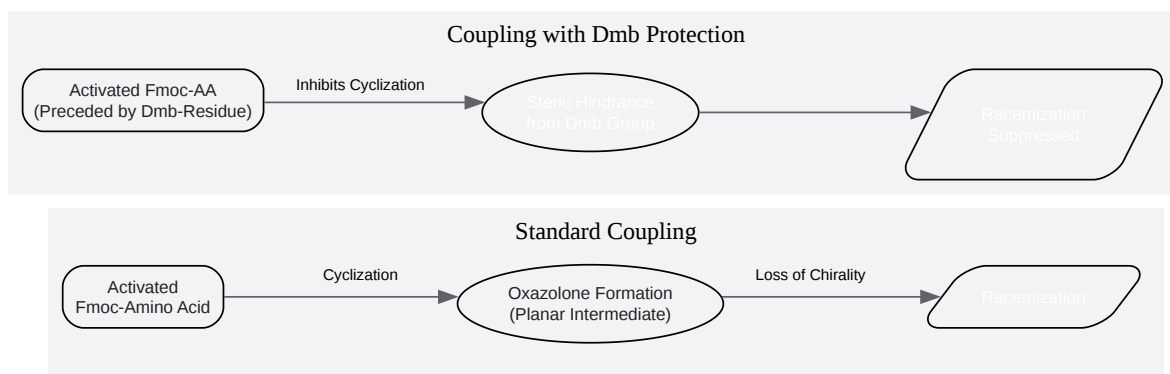 Coupling with Dmb Protection
Activated Fmoc-AA
(Preceded by Dmb-Residue)
Inhibits Cyclization
Steric Hindrance
from Dmb Group
Racemization
Suppressed
Standard Coupling
Activated
Fmoc-Amino Acid
Cyclization
Oxazolone Formation
(Planar Intermediate)
Loss of Chirality
Racemization